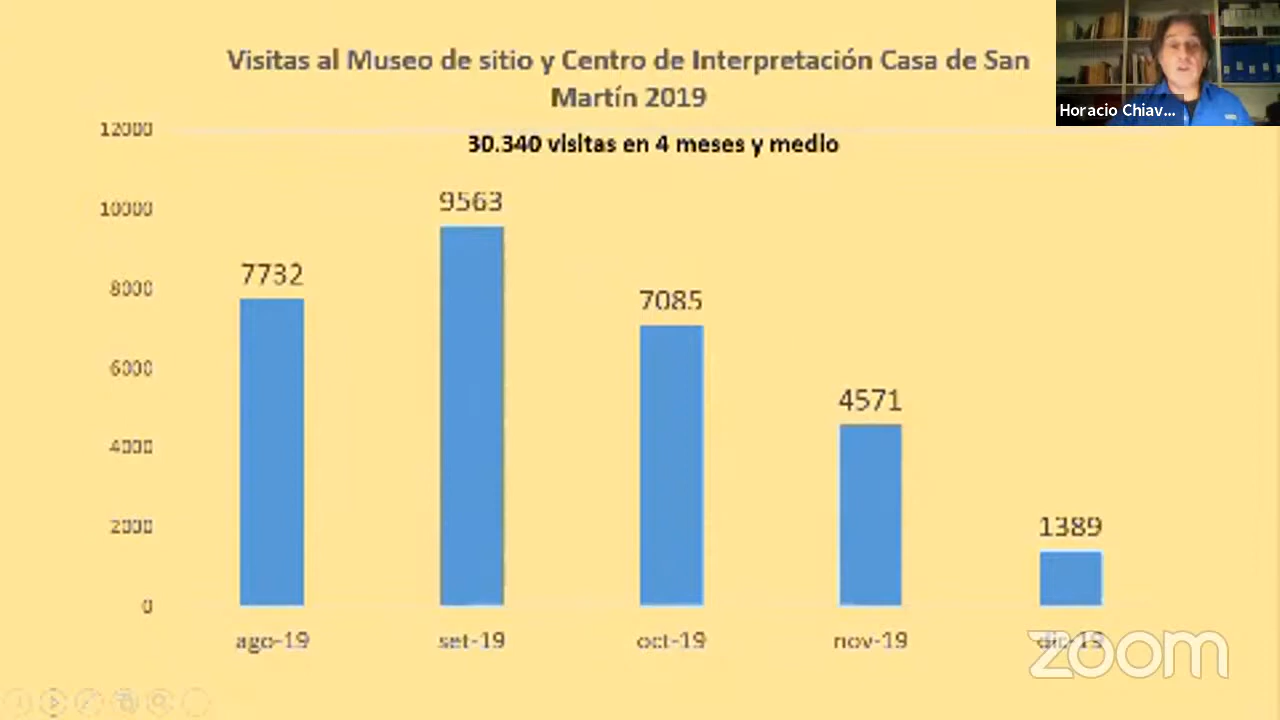 Visitas al Museo de sitio y Centro de Interpretación Casa de San
Martín 2019
30.340 visitas en 4 meses y medio
Horacio Chiav...
12000
10000
8000
6000
4000
2000
0
7732
9563
7085
4571
1389
ago-19
set-19
oct-19
nov-19
dic-19
zoom